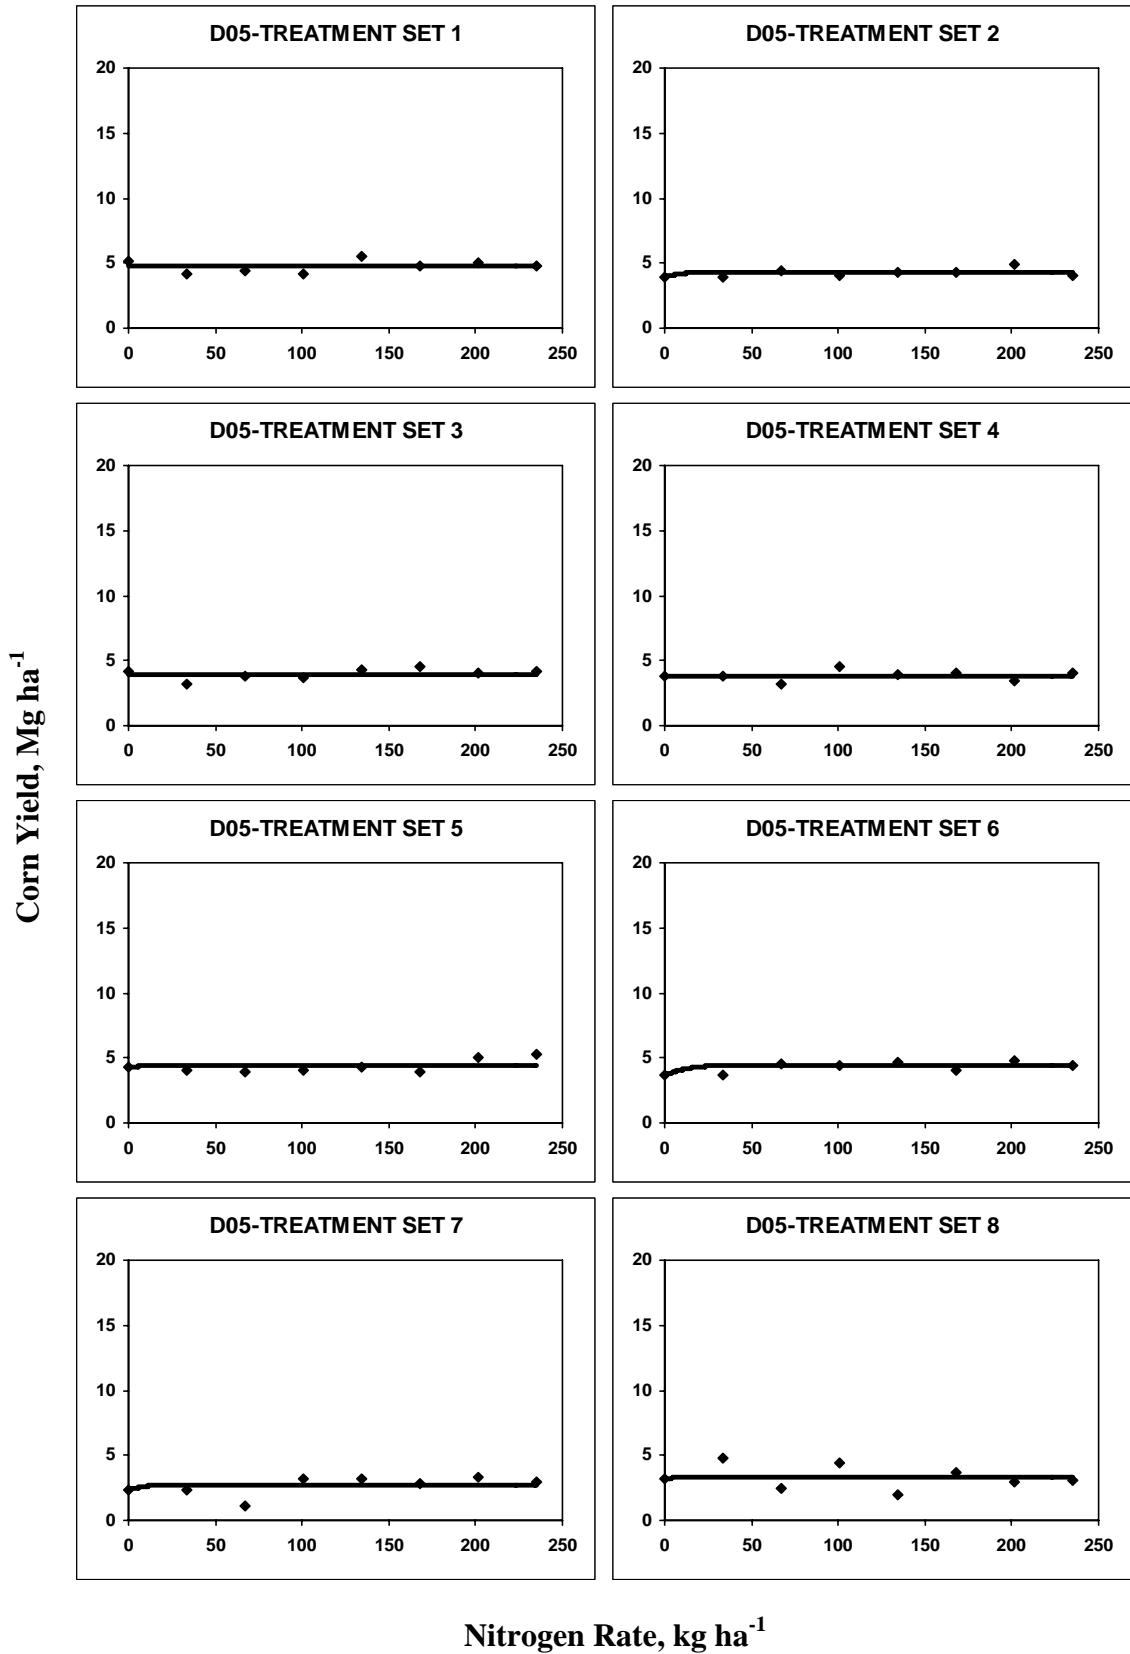 D05-TREATMENT SET 1
20
15
10
5
0
0 50 100 150 200 250
D05-TREATMENT SET 2
20
15
10
5
0
0 50 100 150 200 250
D05-TREATMENT SET 3
20
15
10
5
0
0 50 100 150 200 250
D05-TREATMENT SET 4
20
15
10
5
0
0 50 100 150 200 250
D05-TREATMENT SET 5
20
15
10
5
0
0 50 100 150 200 250
D05-TREATMENT SET 6
20
15
10
5
0
0 50 100 150 200 250
D05-TREATMENT SET 7
20
15
10
5
0
0 50 100 150 200 250
D05-TREATMENT SET 8
20
15
10
5
0
0 50 100 150 200 250
Corn Yield, Mg ha⁻¹
Nitrogen Rate, kg ha⁻¹